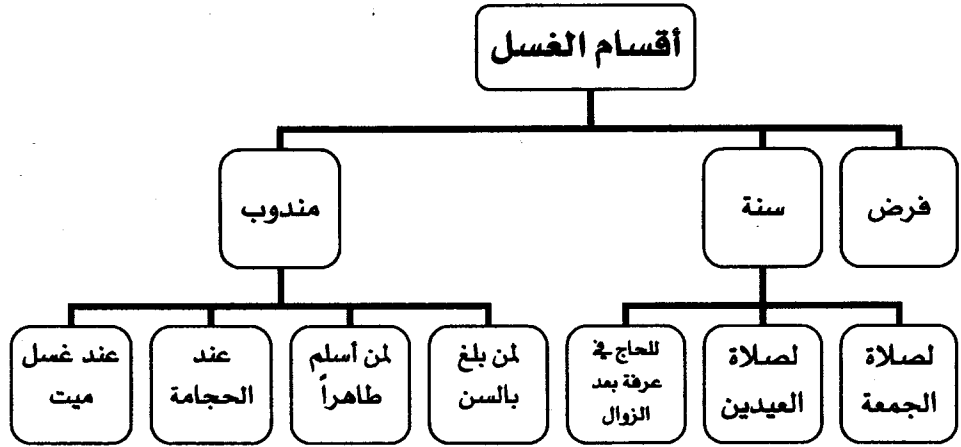 أقسام الغسل
فرض
سنة
مندوب
لصلاة
الجمعة
لصلاة
العيدين
للحاج في
عرفة بعد
الزوال
لمن بلغ
بالسن
لمن أسلم
طاهراً
عند
الحجامة
عند غسل
ميت